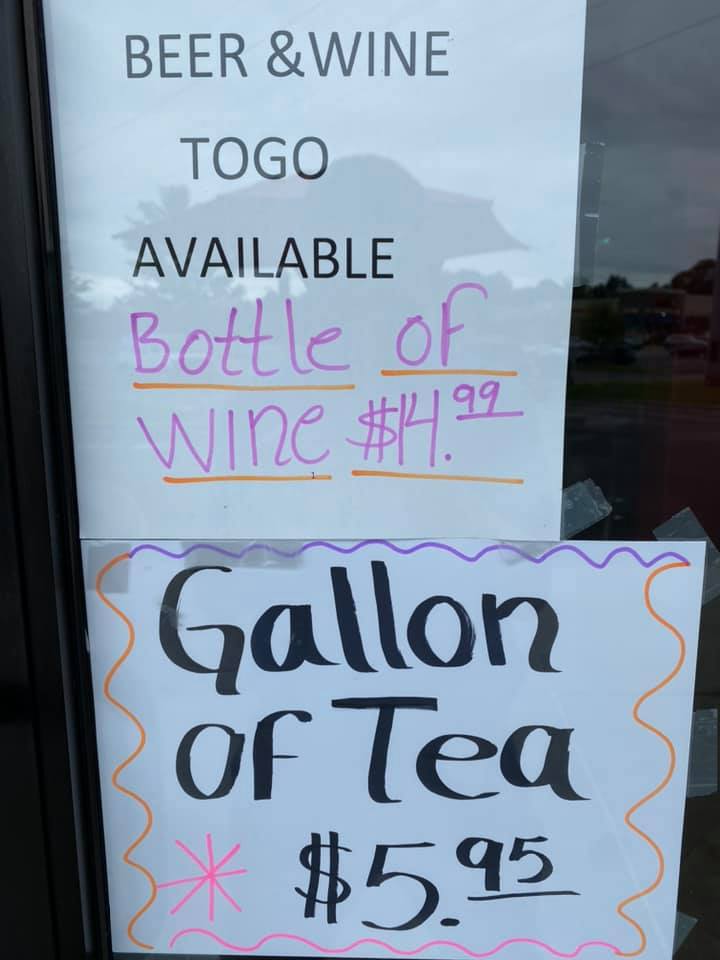 BEER &WINE
TOGO
AVAILABLE
Bottle of
Wine $14.99
Gallon
of Tea
* $5.95